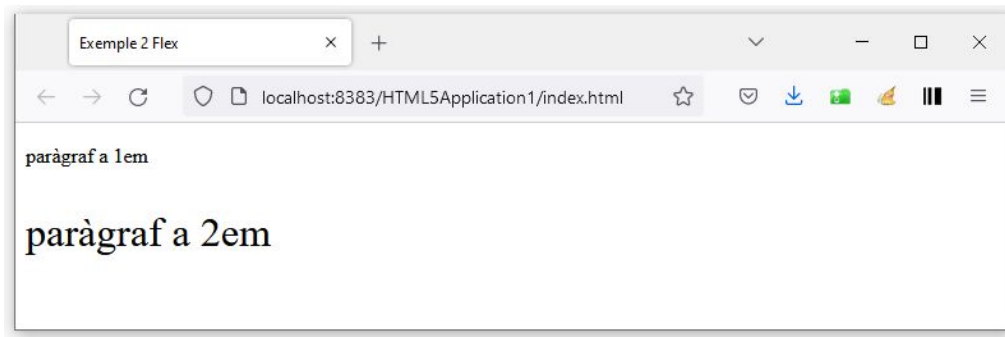 Exemple 2 Flex
localhost:8383/HTML5Application1/index.html
paràgraf a 1em
paràgraf a 2em